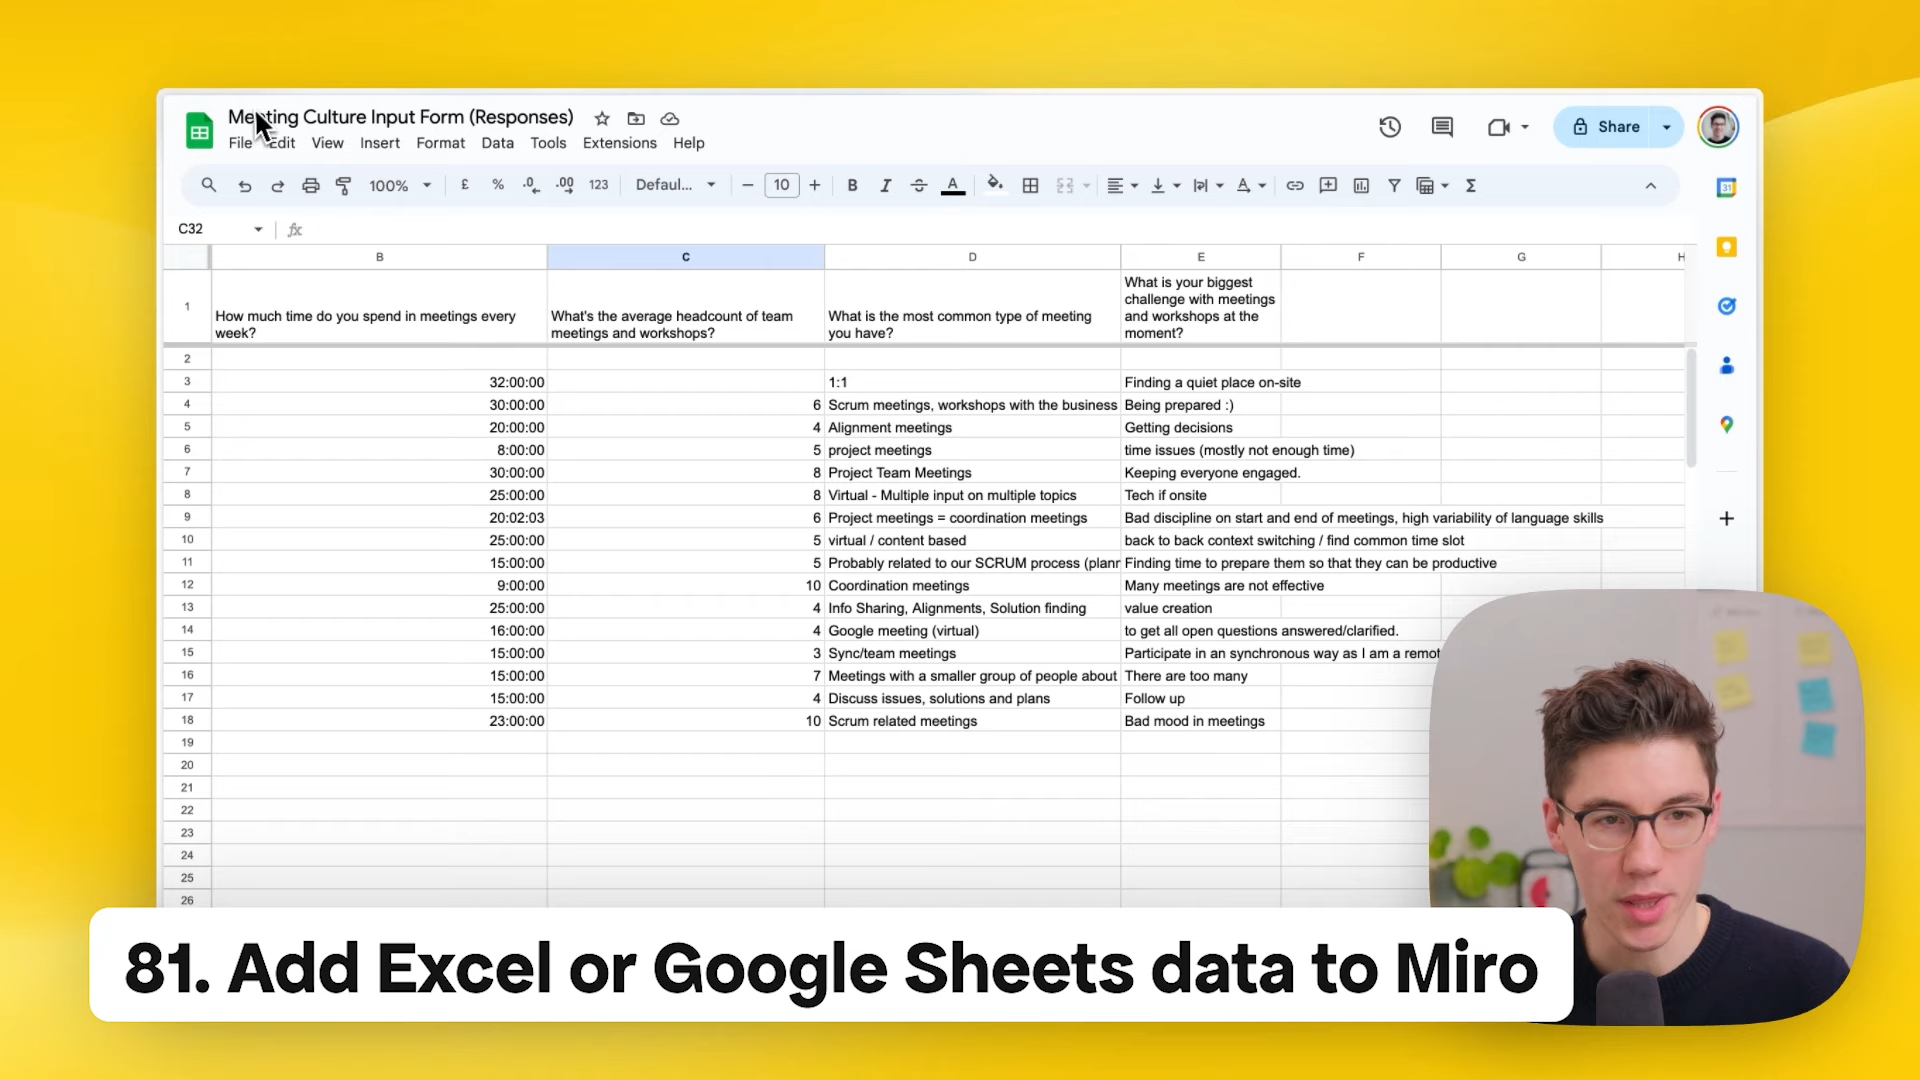 Meeting Culture Input Form (Responses)
File Edit View Insert Format Data Tools Extensions Help
Share
100% £ % .0 .00 123 Defaul... − 10 + B I A Σ
31
C32 fx
B C D E F G H
1 How much time do you spend in meetings every week? What's the average headcount of team meetings and workshops? What is the most common type of meeting you have? What is your biggest challenge with meetings and workshops at the moment?
2
3 32:00:00 1:1 Finding a quiet place on-site
4 30:00:00 6 Scrum meetings, workshops with the business Being prepared :)
5 20:00:00 4 Alignment meetings Getting decisions
6 8:00:00 5 project meetings time issues (mostly not enough time)
7 30:00:00 8 Project Team Meetings Keeping everyone engaged.
8 25:00:00 8 Virtual - Multiple input on multiple topics Tech if onsite
9 20:02:03 6 Project meetings = coordination meetings Bad discipline on start and end of meetings, high variability of language skills
10 25:00:00 5 virtual / content based back to back context switching / find common time slot
11 15:00:00 5 Probably related to our SCRUM process (planr Finding time to prepare them so that they can be productive
12 9:00:00 10 Coordination meetings Many meetings are not effective
13 25:00:00 4 Info Sharing, Alignments, Solution finding value creation
14 16:00:00 4 Google meeting (virtual) to get all open questions answered/clarified.
15 15:00:00 3 Sync/team meetings Participate in an synchronous way as I am a remot
16 15:00:00 7 Meetings with a smaller group of people about There are too many
17 15:00:00 4 Discuss issues, solutions and plans Follow up
18 23:00:00 10 Scrum related meetings Bad mood in meetings
19
20
21
22
23
24
25
26
81. Add Excel or Google Sheets data to Miro